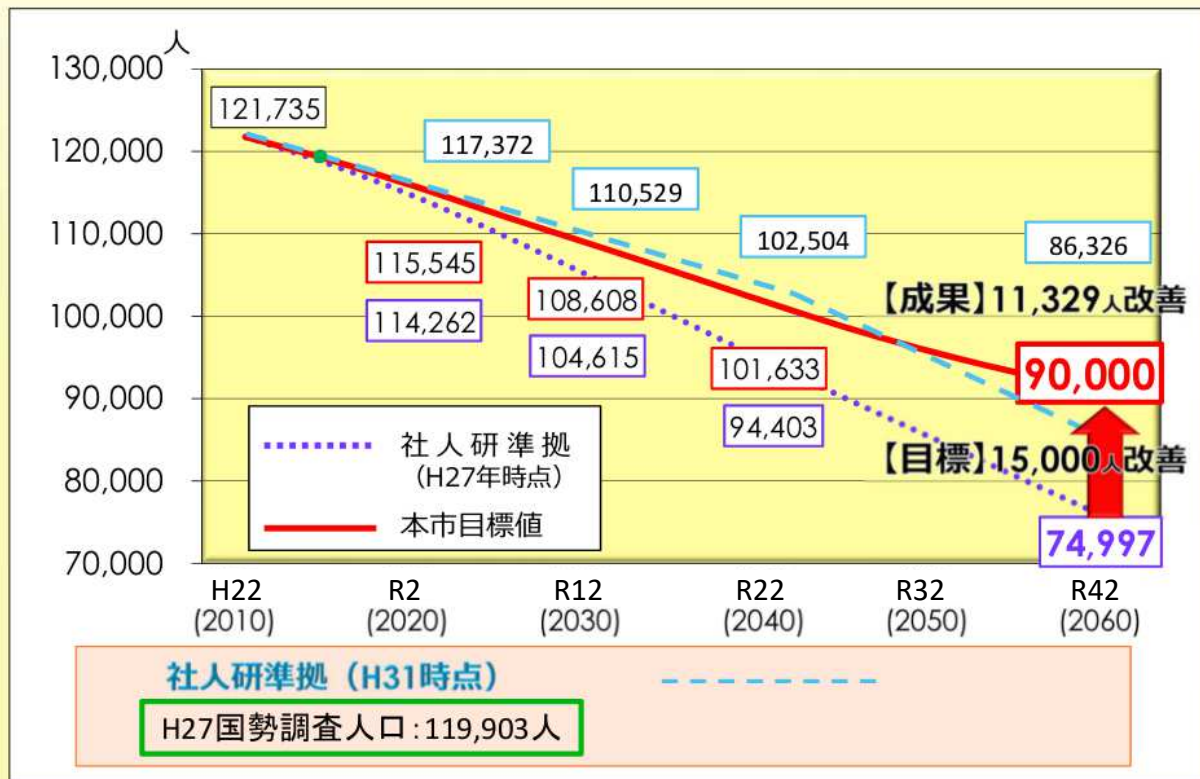 人
130,000
120,000
110,000
100,000
90,000
80,000
70,000
121,735
117,372
110,529
102,504
86,326
115,545
114,262
108,608
104,615
101,633
94,403
【成果】11,329人改善
90,000
【目標】15,000人改善
74,997
社人研準拠
(H27年時点)
本市目標値
H22 R2 R12 R22 R32 R42
(2010) (2020) (2030) (2040) (2050) (2060)
社人研準拠（H31時点）
H27国勢調査人口：119,903人